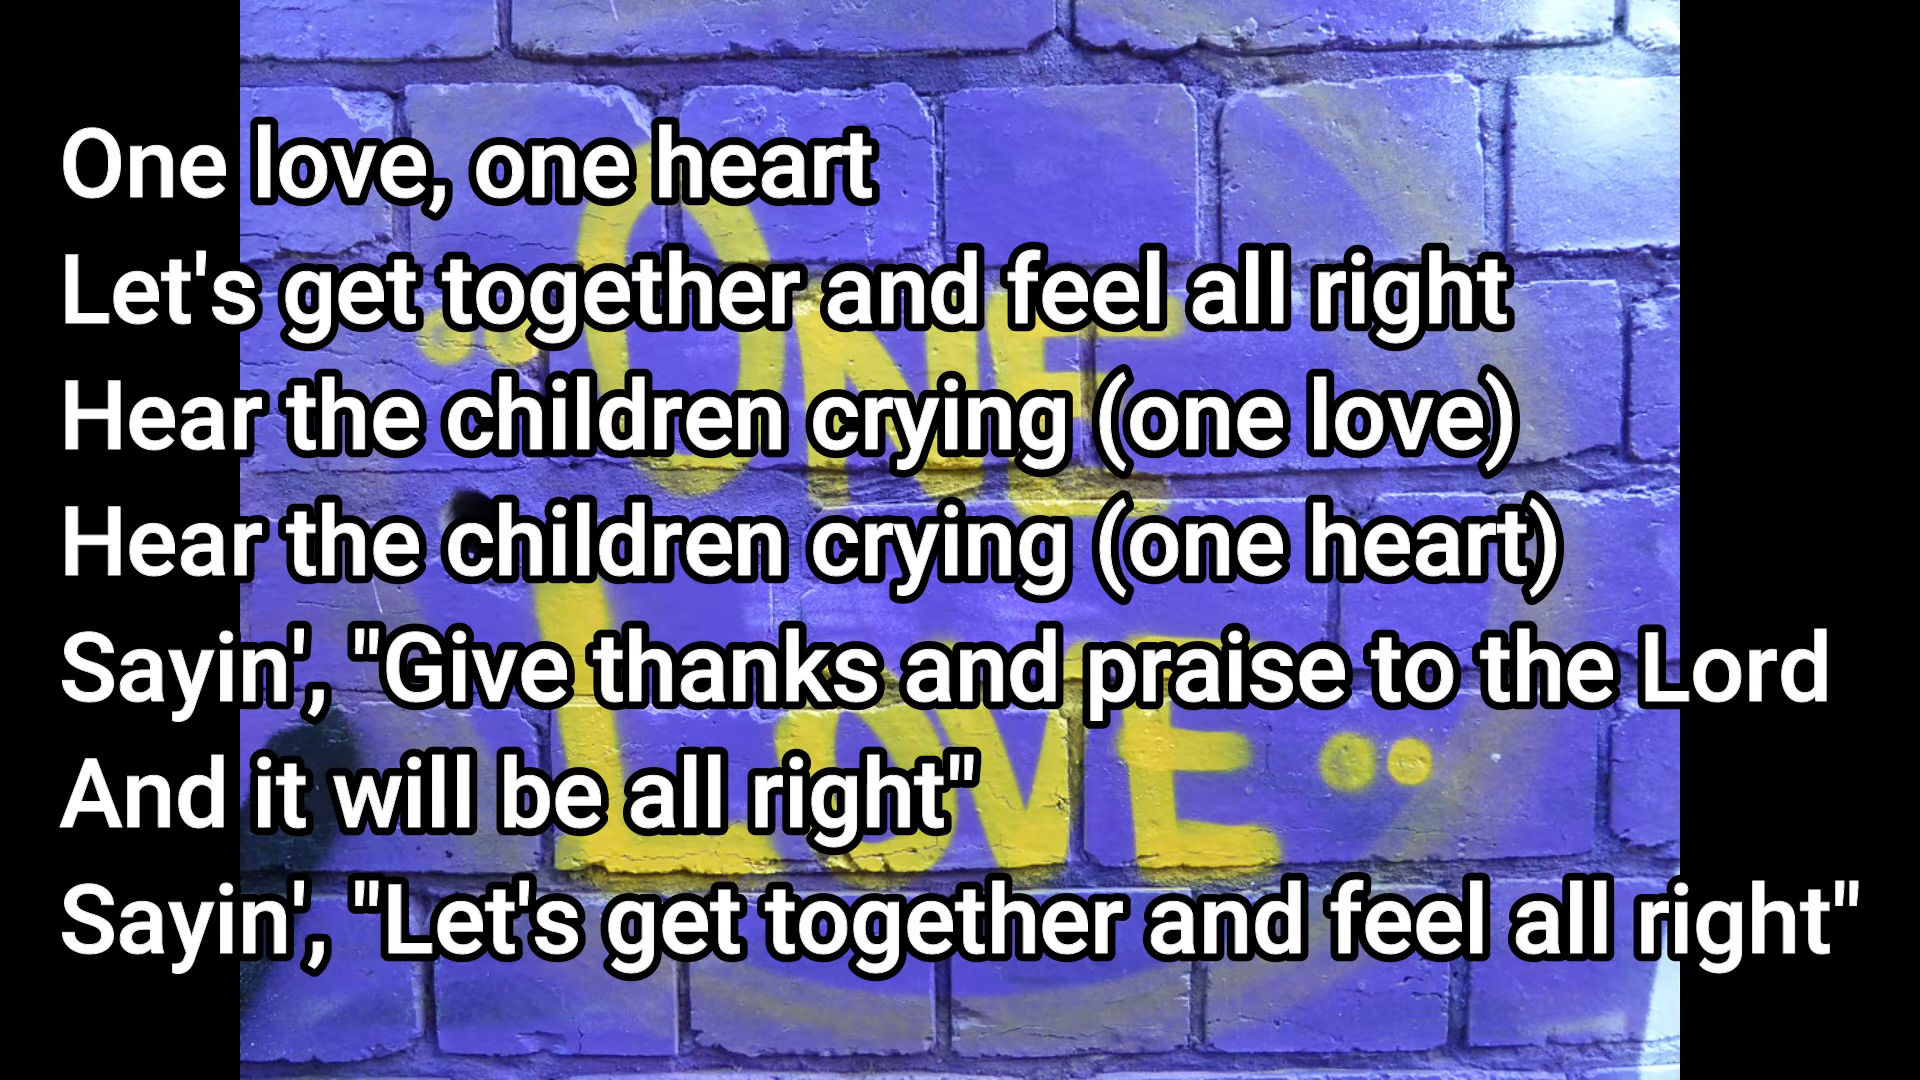 One love, one heart
Let's get together and feel all right
Hear the children crying (one love)
Hear the children crying (one heart)
Sayin', "Give thanks and praise to the Lord
And it will be all right"
Sayin', "Let's get together and feel all right"
ONE
LOVE